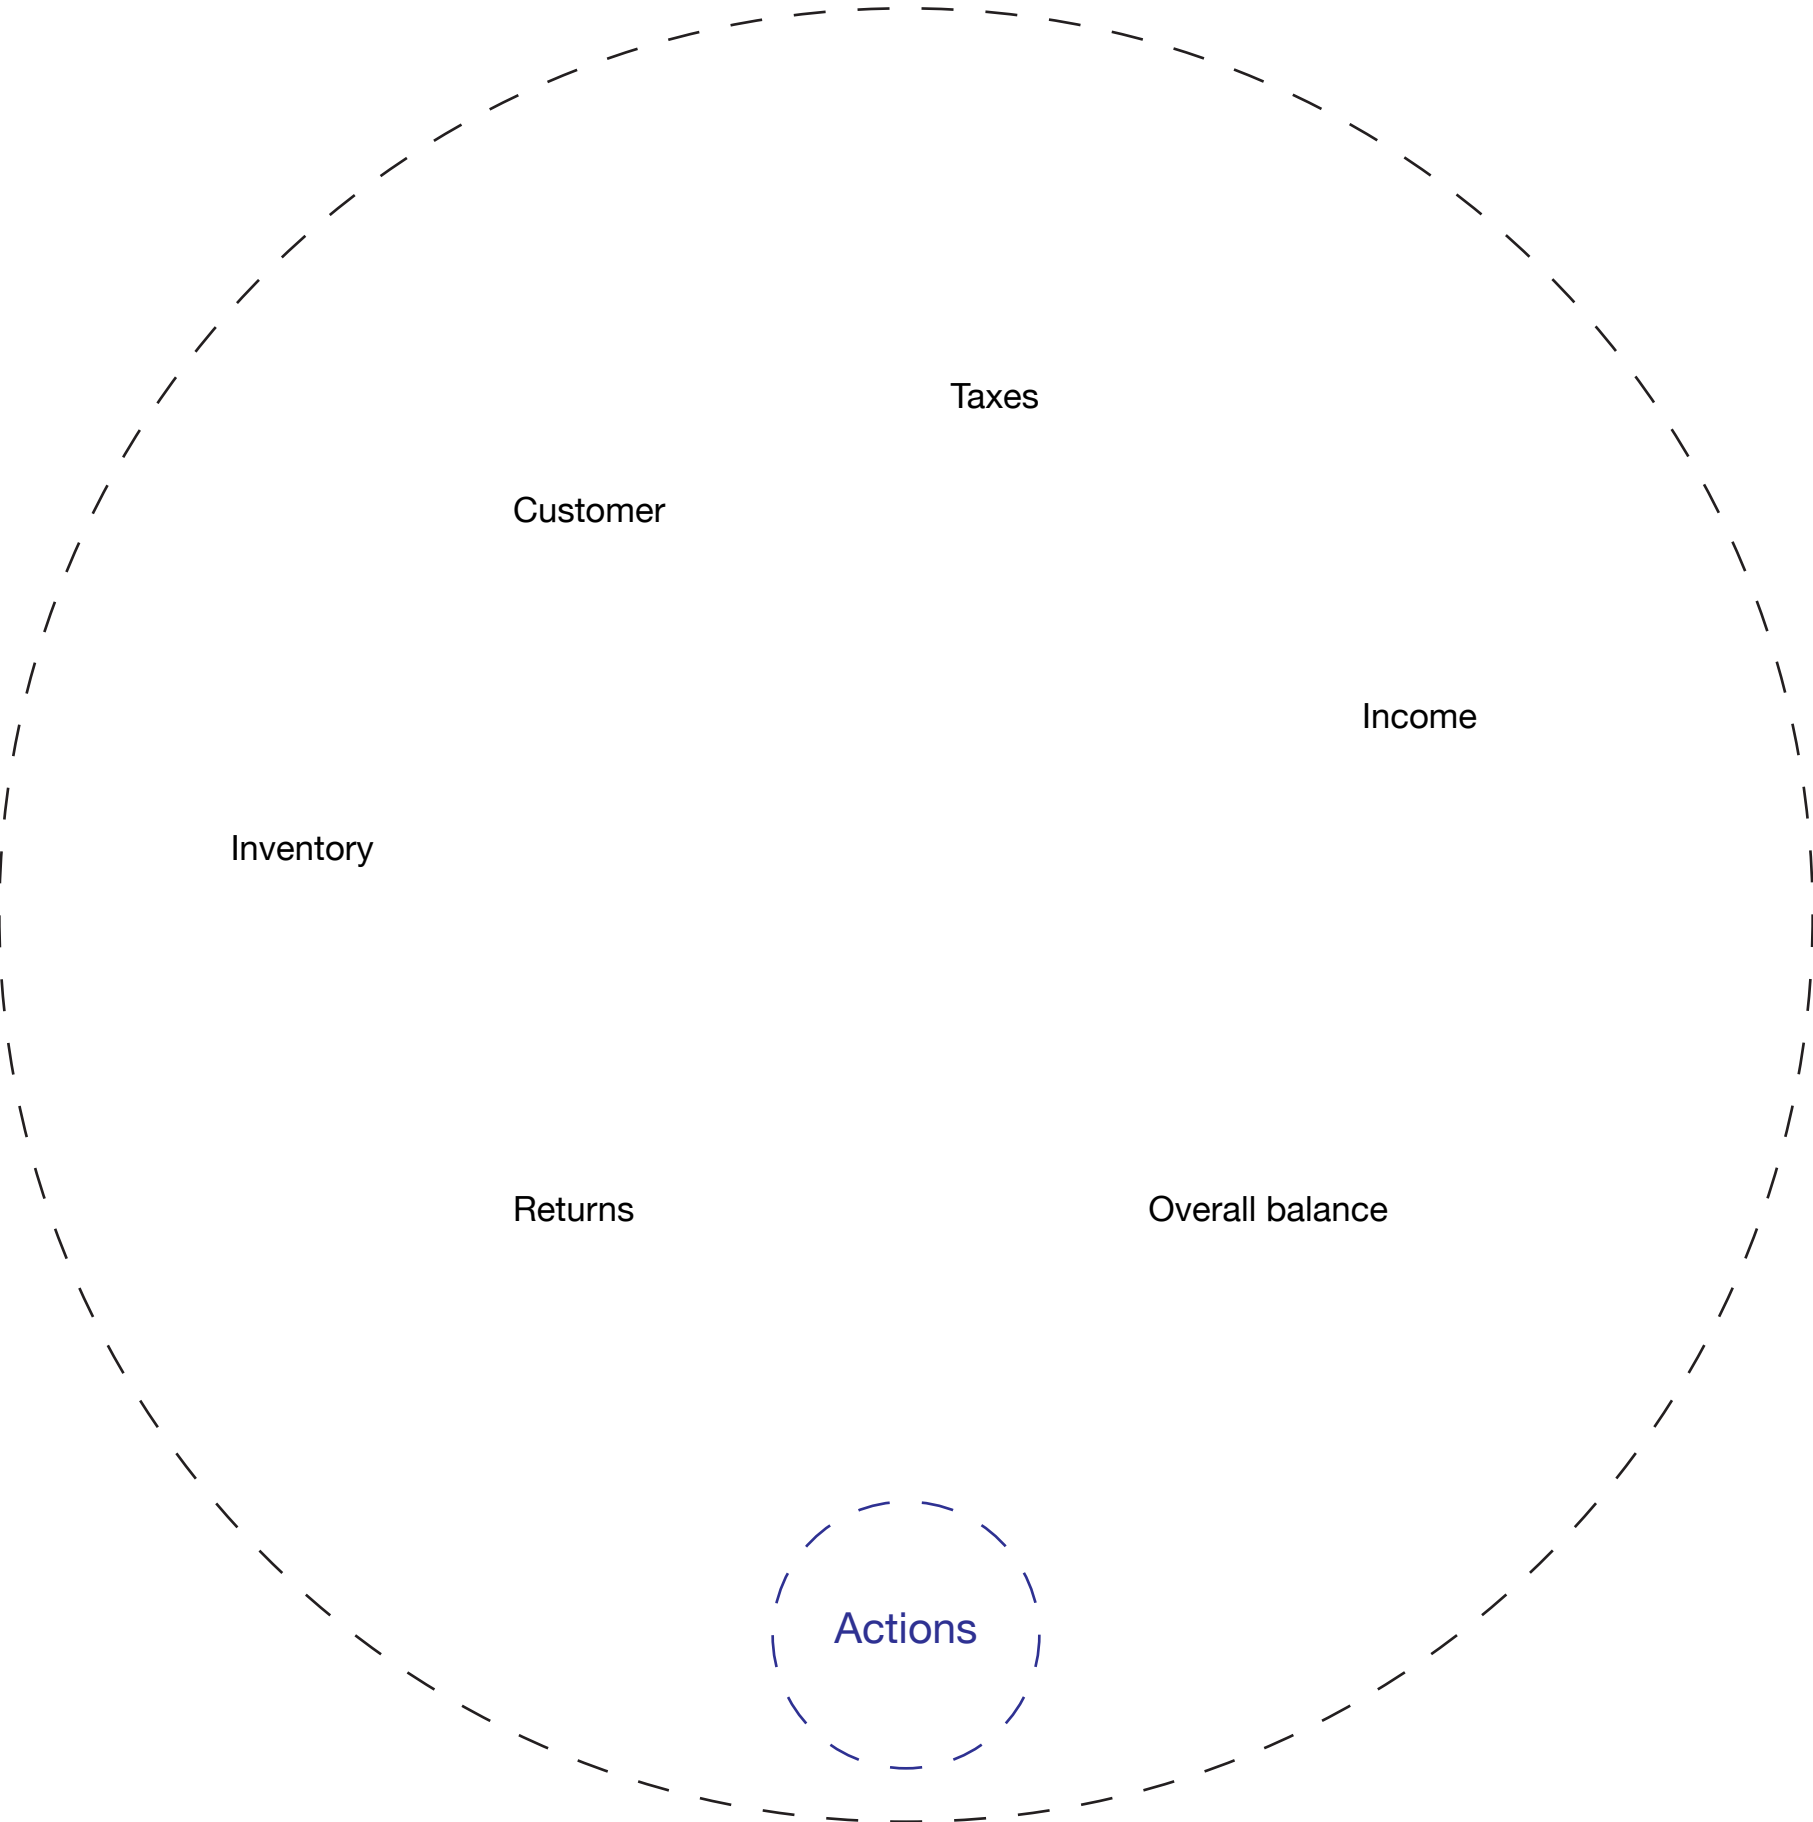 Taxes
Customer
Income
Inventory
Returns
Overall balance
Actions